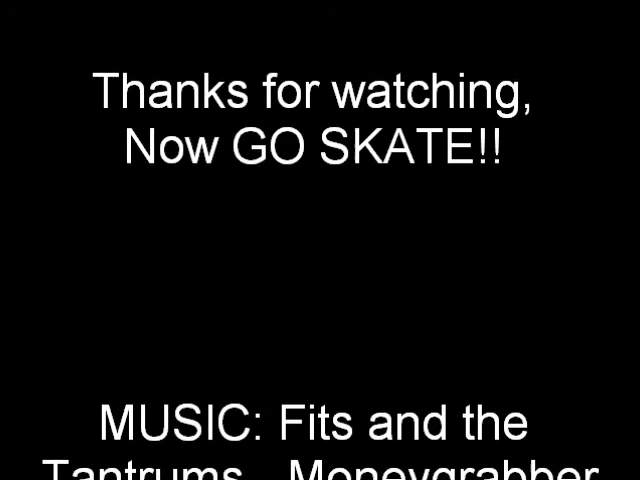 Thanks for watching,
Now GO SKATE!!
MUSIC: Fits and the
Tantrums Moneygrabber